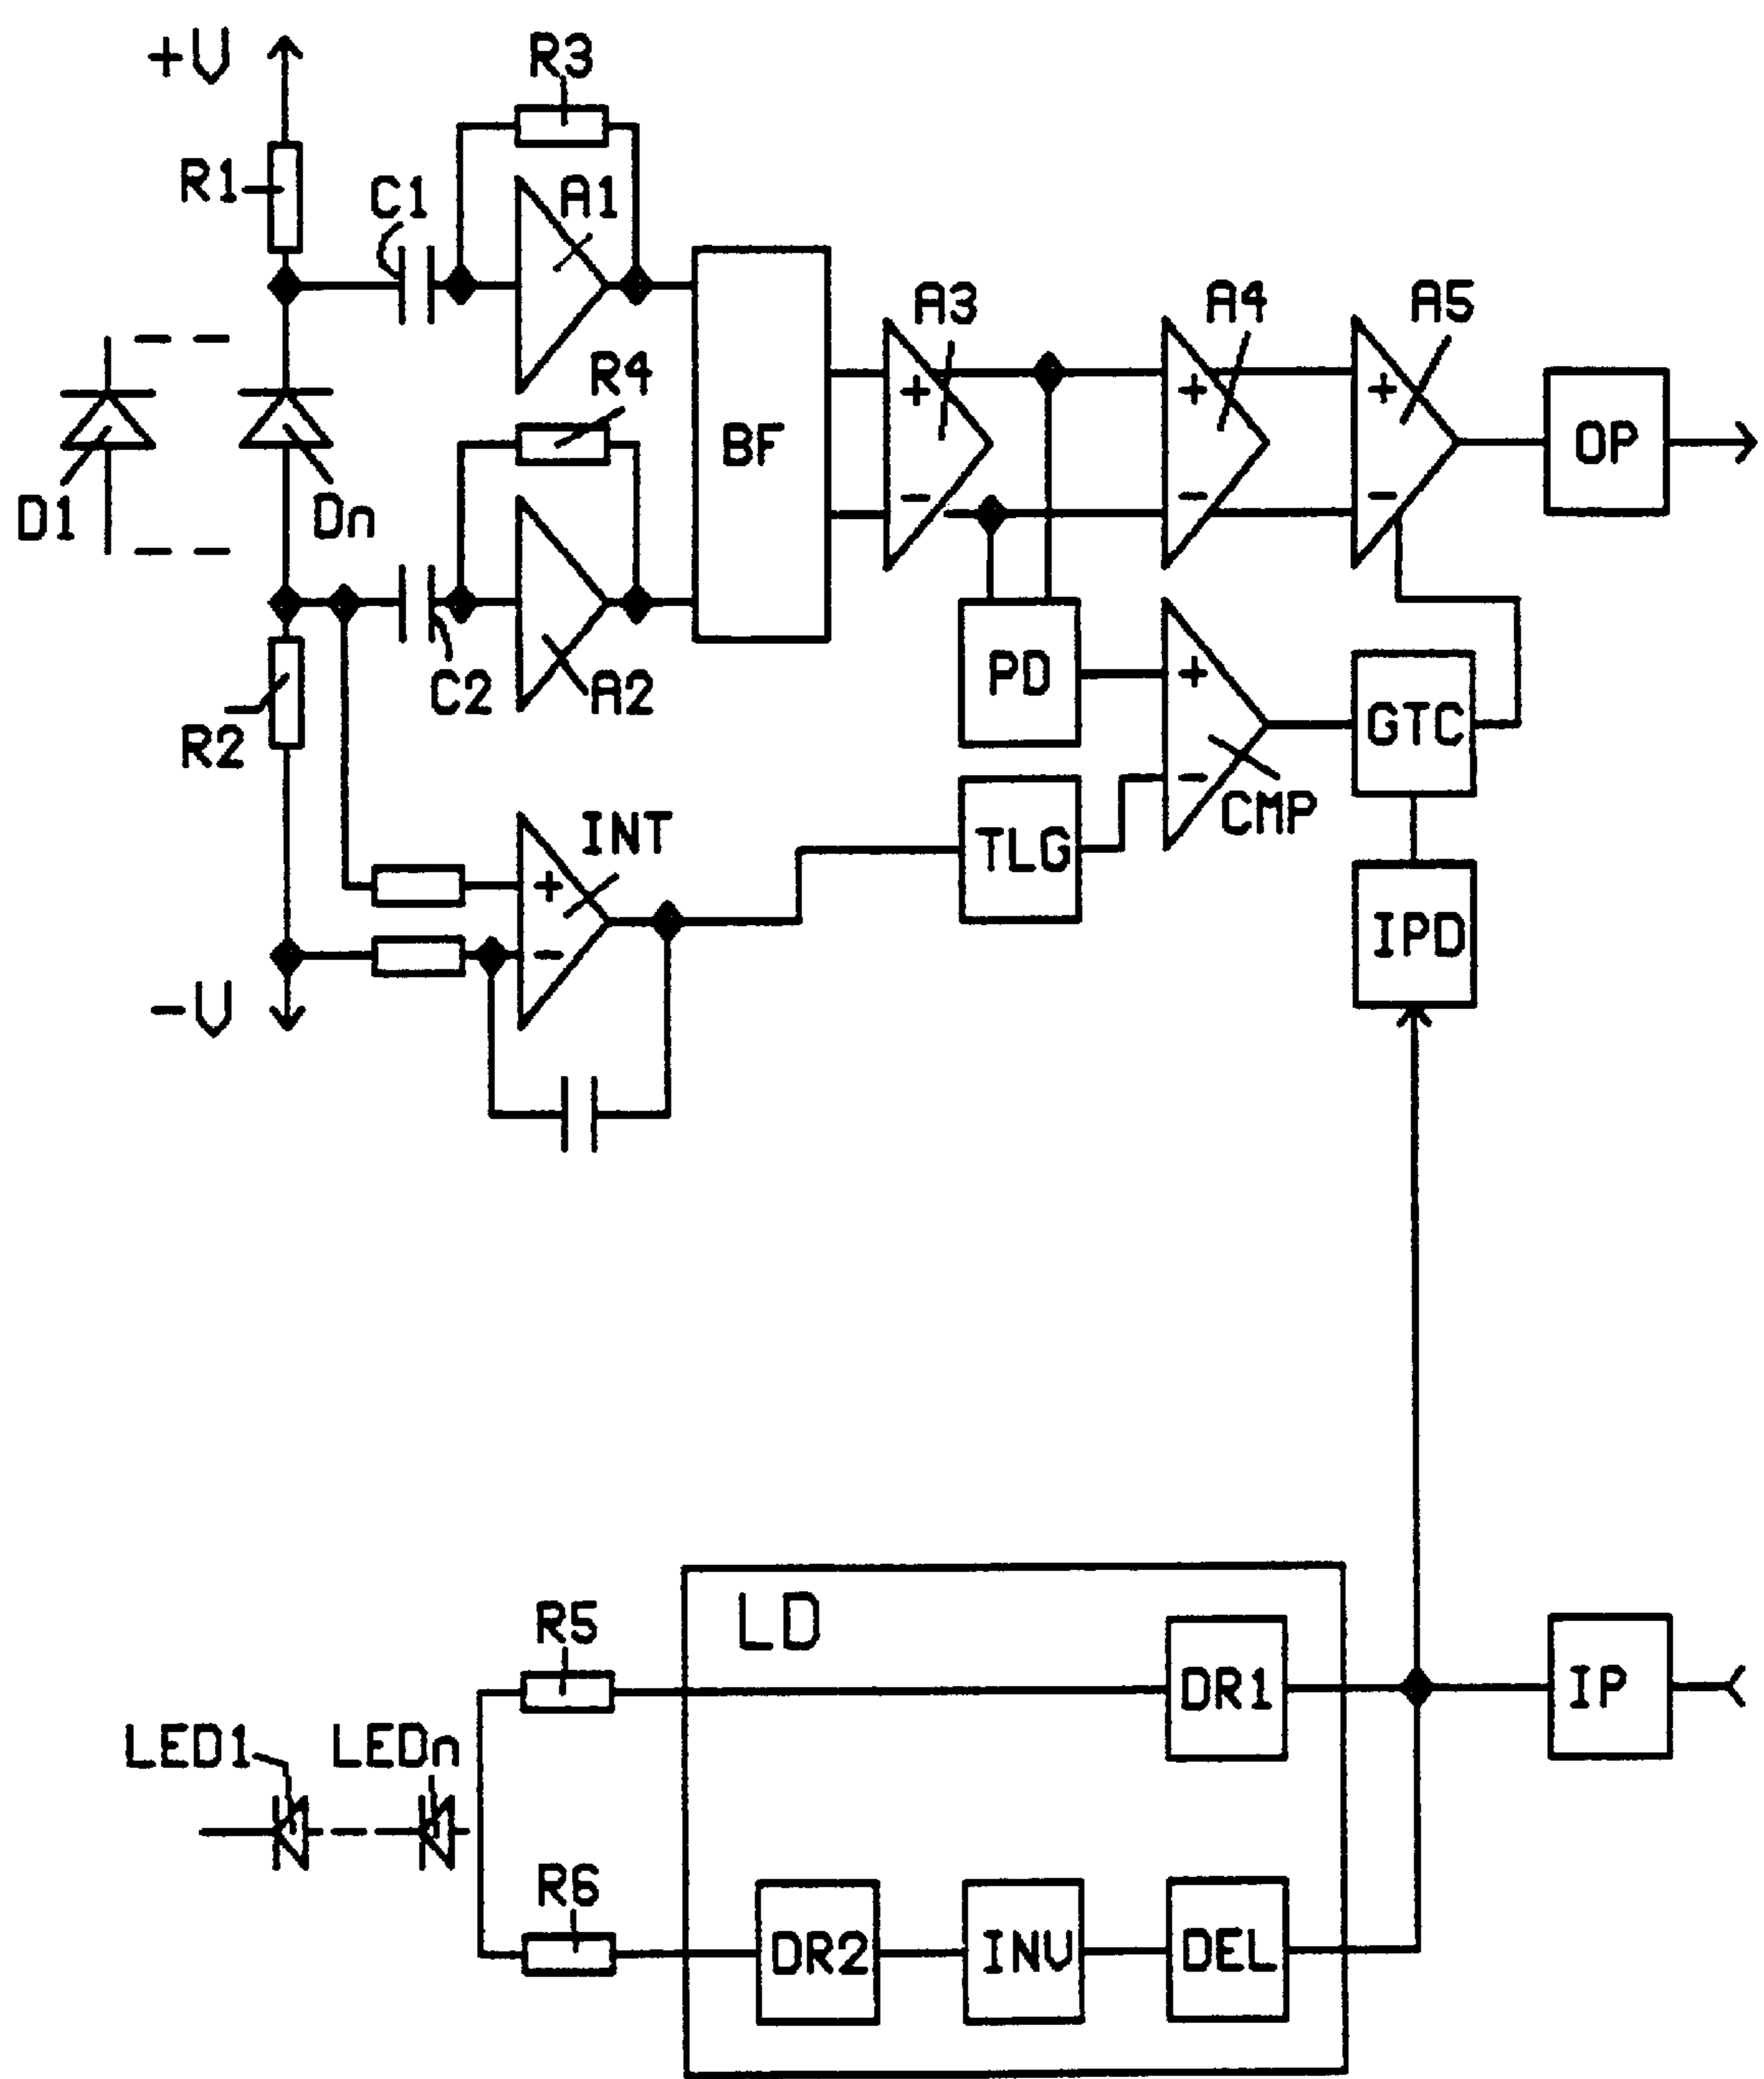 +V
R3
R1
C1
A1
R4
A3
A4
A5
BF
+
-
+
-
+
-
OP
D1
Dn
C2
A2
PD
+
-
CMP
GTC
R2
INT
TLG
+
-
IPD
-V
LD
R5
DR1
IP
LED1
LEDn
R6
DR2
INV
DEL